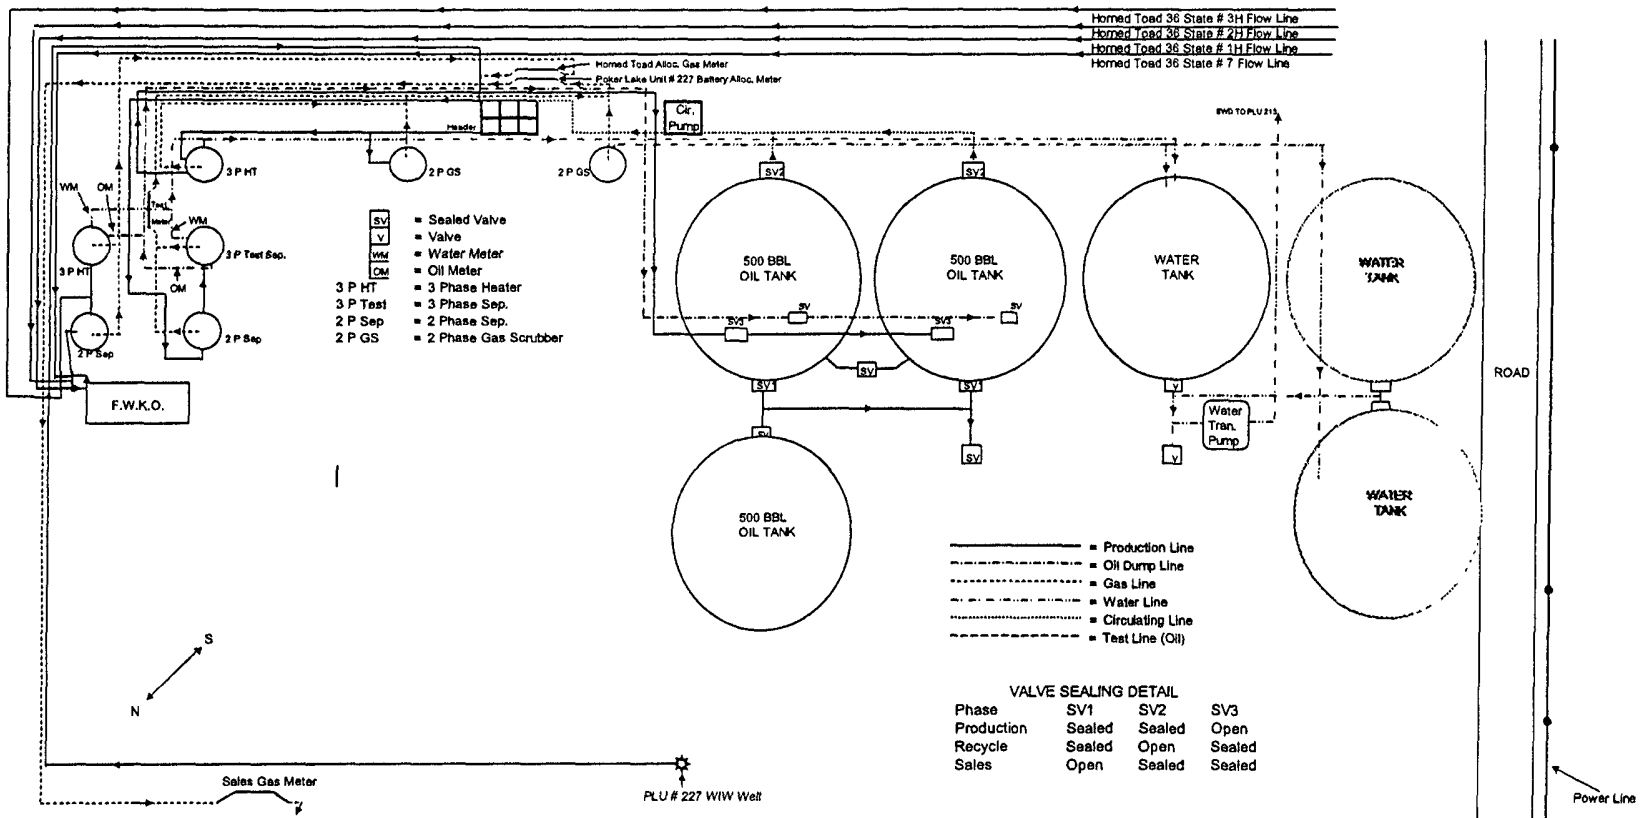 Horned Toad 36 State # 3H Flow Line
Horned Toad 36 State # 2H Flow Line
Horned Toad 36 State # 1H Flow Line
Horned Toad 36 State # 7 Flow Line
Horned Toad Alloc. Gas Meter
Poker Lake Unit # 227 Battery Alloc. Meter
Cir. Pump
Header
SWD TO PLU 213
3 P HT
2 P GS
2 P GS
SV2
SV2
WM
OM
Test Meter
WM
3 P HT
3 P Test Sep.
OM
2 P Sep
2 P Sep
F.W.K.O.
SV = Sealed Valve
V = Valve
WM = Water Meter
OM = Oil Meter
3 P HT = 3 Phase Heater
3 P Test = 3 Phase Sep.
2 P Sep = 2 Phase Sep.
2 P GS = 2 Phase Gas Scrubber
500 BBL
OIL TANK
500 BBL
OIL TANK
WATER
TANK
WATER
TANK
SV
SV
SV3
SV3
SV
SV1
SV1
V
SV
SV
V
Water
Tran.
Pump
ROAD
500 BBL
OIL TANK
WATER
TANK
= Production Line
= Oil Dump Line
= Gas Line
= Water Line
= Circulating Line
= Test Line (Oil)
S
N
VALVE SEALING DETAIL
Phase SV1 SV2 SV3
Production Sealed Sealed Open
Recycle Sealed Open Sealed
Sales Open Sealed Sealed
Sales Gas Meter
PLU # 227 WIW Well
Power Line